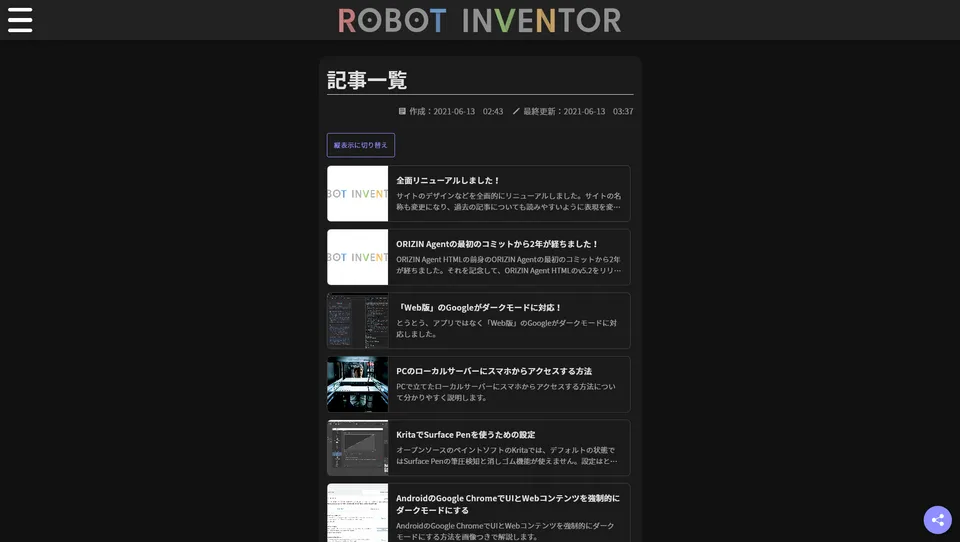 ROBOT INVENTOR
記事一覧
作成：2021-06-13 02:43 最終更新：2021-06-13 03:37
縦表示に切り替え
BOT INVENT
全面リニューアルしました！
サイトのデザインなどを全面的にリニューアルしました。サイトの名
称も変更になり、過去の記事についても読みやすいように表現を変…
BOT INVENT
ORIZIN Agentの最初のコミットから2年が経ちました！
ORIZIN Agent HTMLの前身のORIZIN Agentの最初のコミットから2年
が経ちました。それを記念して、ORIZIN Agent HTMLのv5.2をリリ…
「Web版」のGoogleがダークモードに対応！
とうとう、アプリではなく「Web版」のGoogleがダークモードに対
応しました。
PCのローカルサーバーにスマホからアクセスする方法
PCで立てたローカルサーバーにスマホからアクセスする方法につい
て分かりやすく説明します。
KritaでSurface Penを使うための設定
オープンソースのペイントソフトのKritaでは、デフォルトの状態で
はSurface Penの筆圧検知と消しゴム機能が使えません。設定はと…
AndroidのGoogle ChromeでUIとWebコンテンツを強制的に
ダークモードにする
AndroidのGoogle ChromeでUIとWebコンテンツを強制的にダーク
モードにする方法を画像つきで解説します。